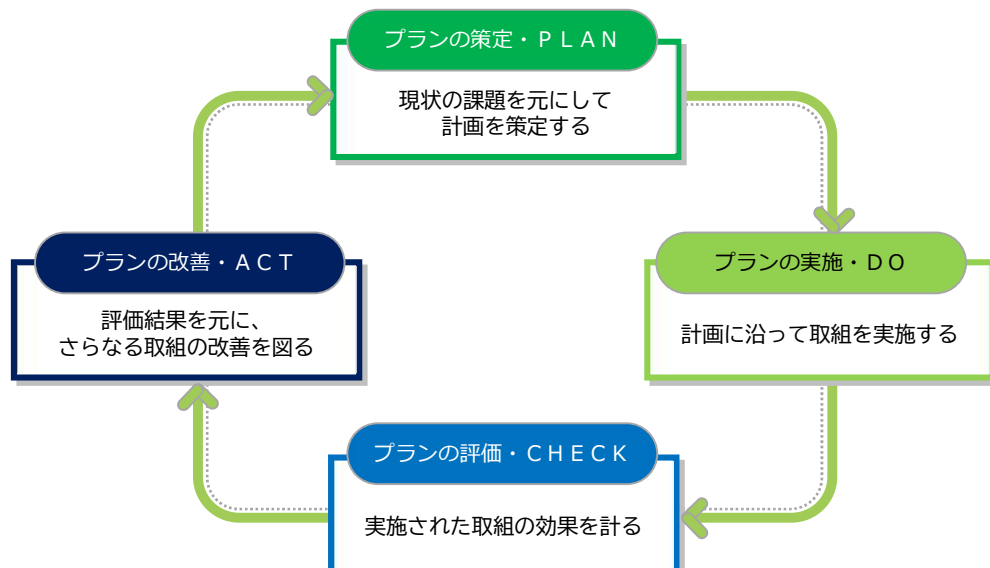 プランの策定・ＰＬＡＮ
現状の課題を元にして
計画を策定する
プランの実施・ＤＯ
計画に沿って取組を実施する
プランの評価・ＣＨＥＣＫ
実施された取組の効果を計る
プランの改善・ＡＣＴ
評価結果を元に、
さらなる取組の改善を図る